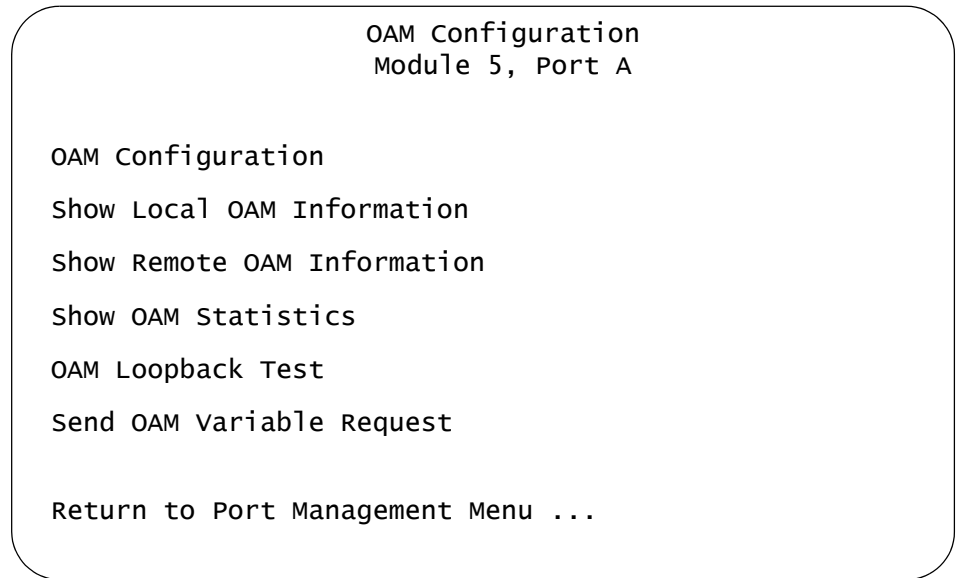 OAM Configuration
Module 5, Port A
OAM Configuration
Show Local OAM Information
Show Remote OAM Information
Show OAM Statistics
OAM Loopback Test
Send OAM Variable Request
Return to Port Management Menu ...